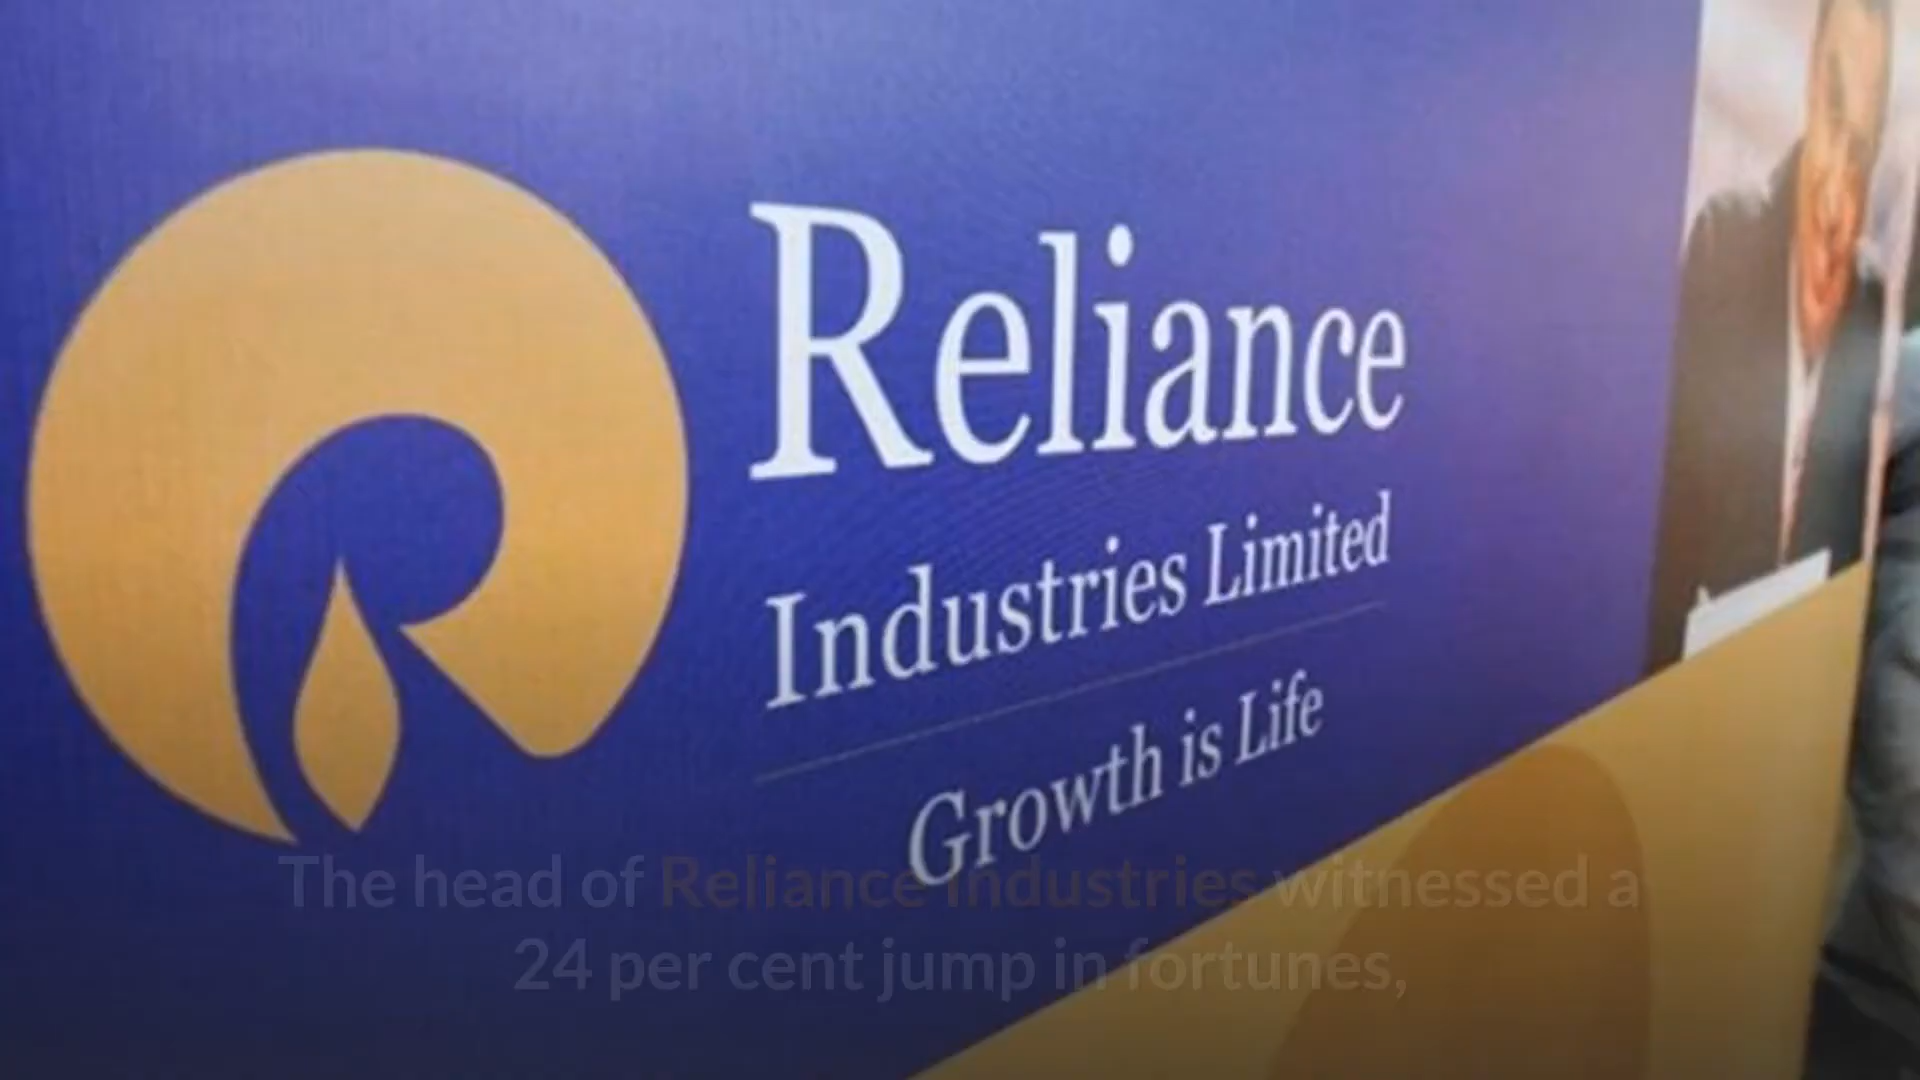 Reliance
Industries Limited
Growth is Life
The head of Reliance Industries witnessed a
24 per cent jump in fortunes,